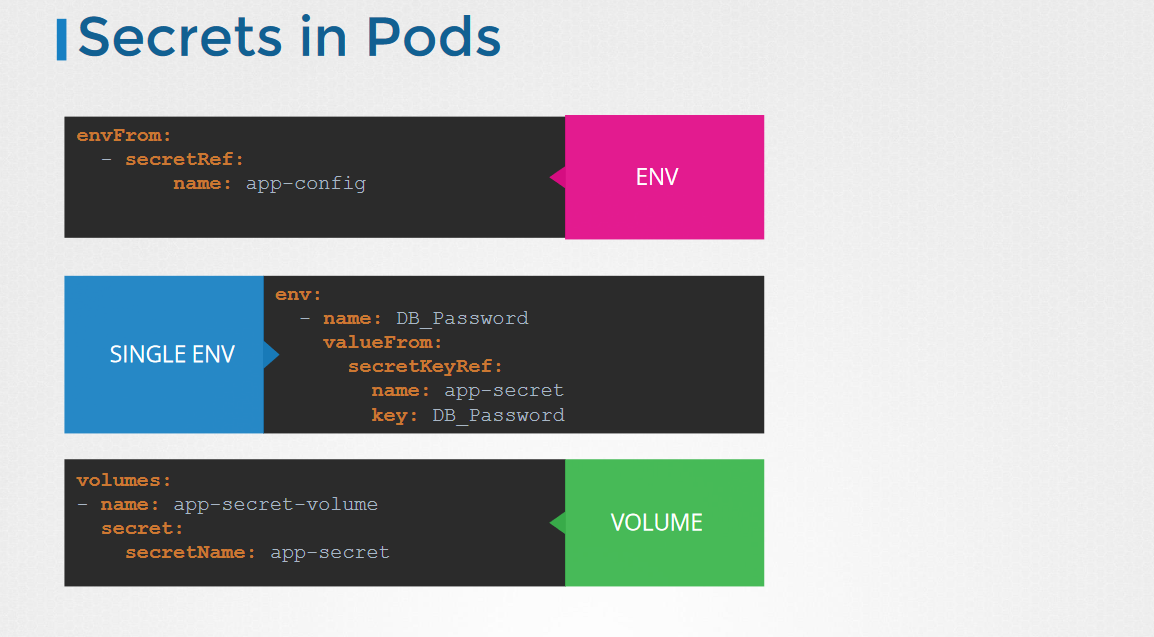 Secrets in Pods
envFrom:
  - secretRef:
        name: app-config
ENV
SINGLE ENV
env:
  - name: DB_Password
    valueFrom:
      secretKeyRef:
        name: app-secret
        key: DB_Password
volumes:
- name: app-secret-volume
  secret:
    secretName: app-secret
VOLUME